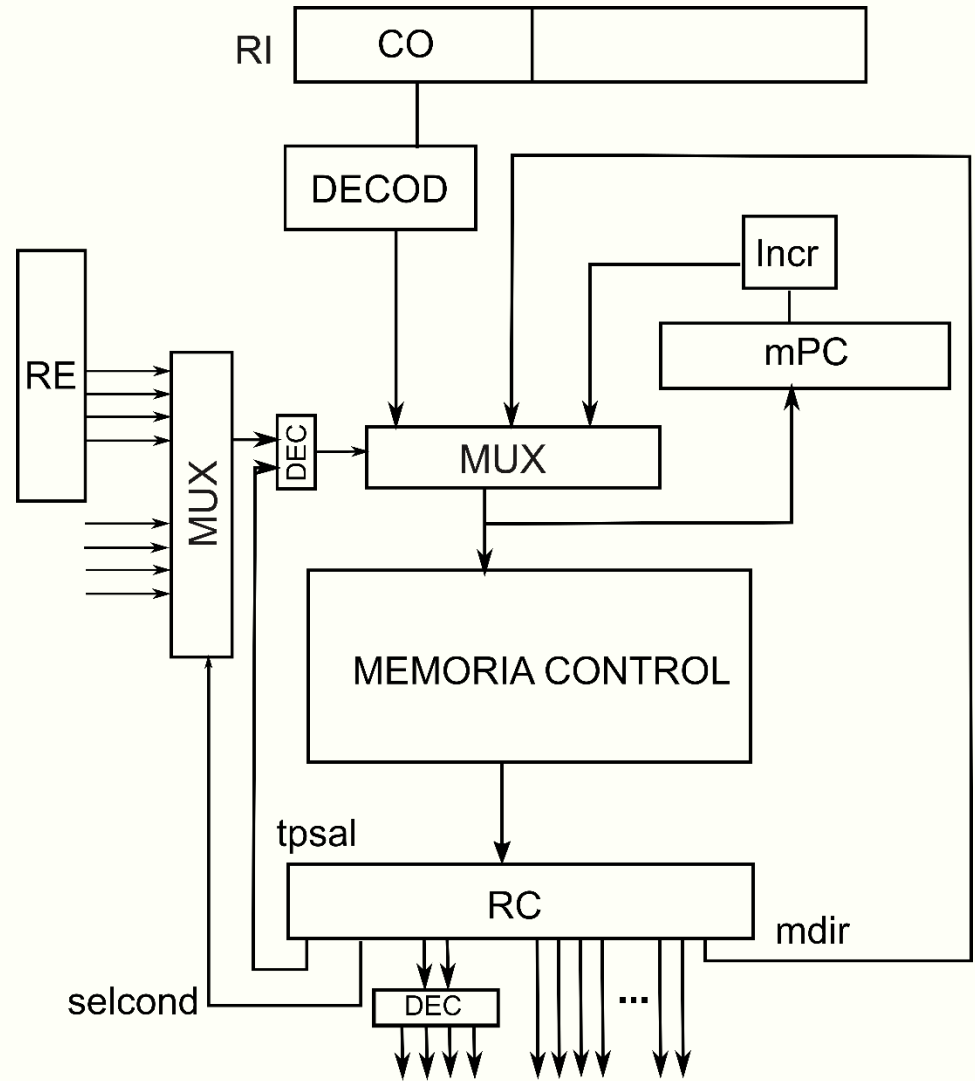 RI
CO
DECOD
Incr
mPC
RE
MUX
DEC
MUX
MEMORIA CONTROL
tpsal
RC
mdir
selcond
DEC
...